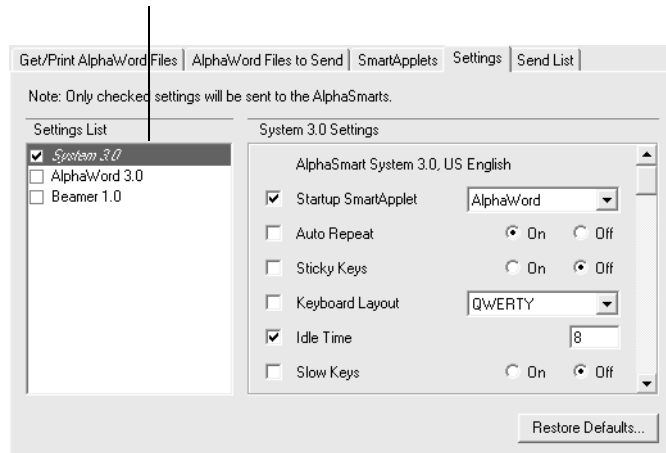 Get/Print AlphaWord Files AlphaWord Files to Send SmartApplets Settings Send List
Note: Only checked settings will be sent to the AlphaSmarts.
Settings List
System 3.0
AlphaWord 3.0
Beamer 1.0
System 3.0 Settings
AlphaSmart System 3.0, US English
Startup SmartApplet AlphaWord
Auto Repeat On Off
Sticky Keys On Off
Keyboard Layout QWERTY
Idle Time 8
Slow Keys On Off
Restore Defaults...